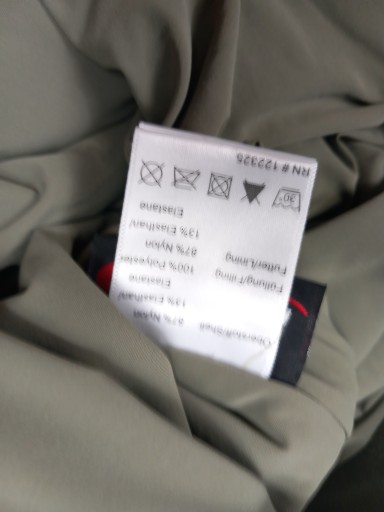 Oberstoff/Shell 87% Nylon
13% Elasthan/
Elastane
Füllung/Filling 100% Polyester
Futter/Lining 87% Nylon
13% Elasthan/
Elastane
30°
RN # 122325